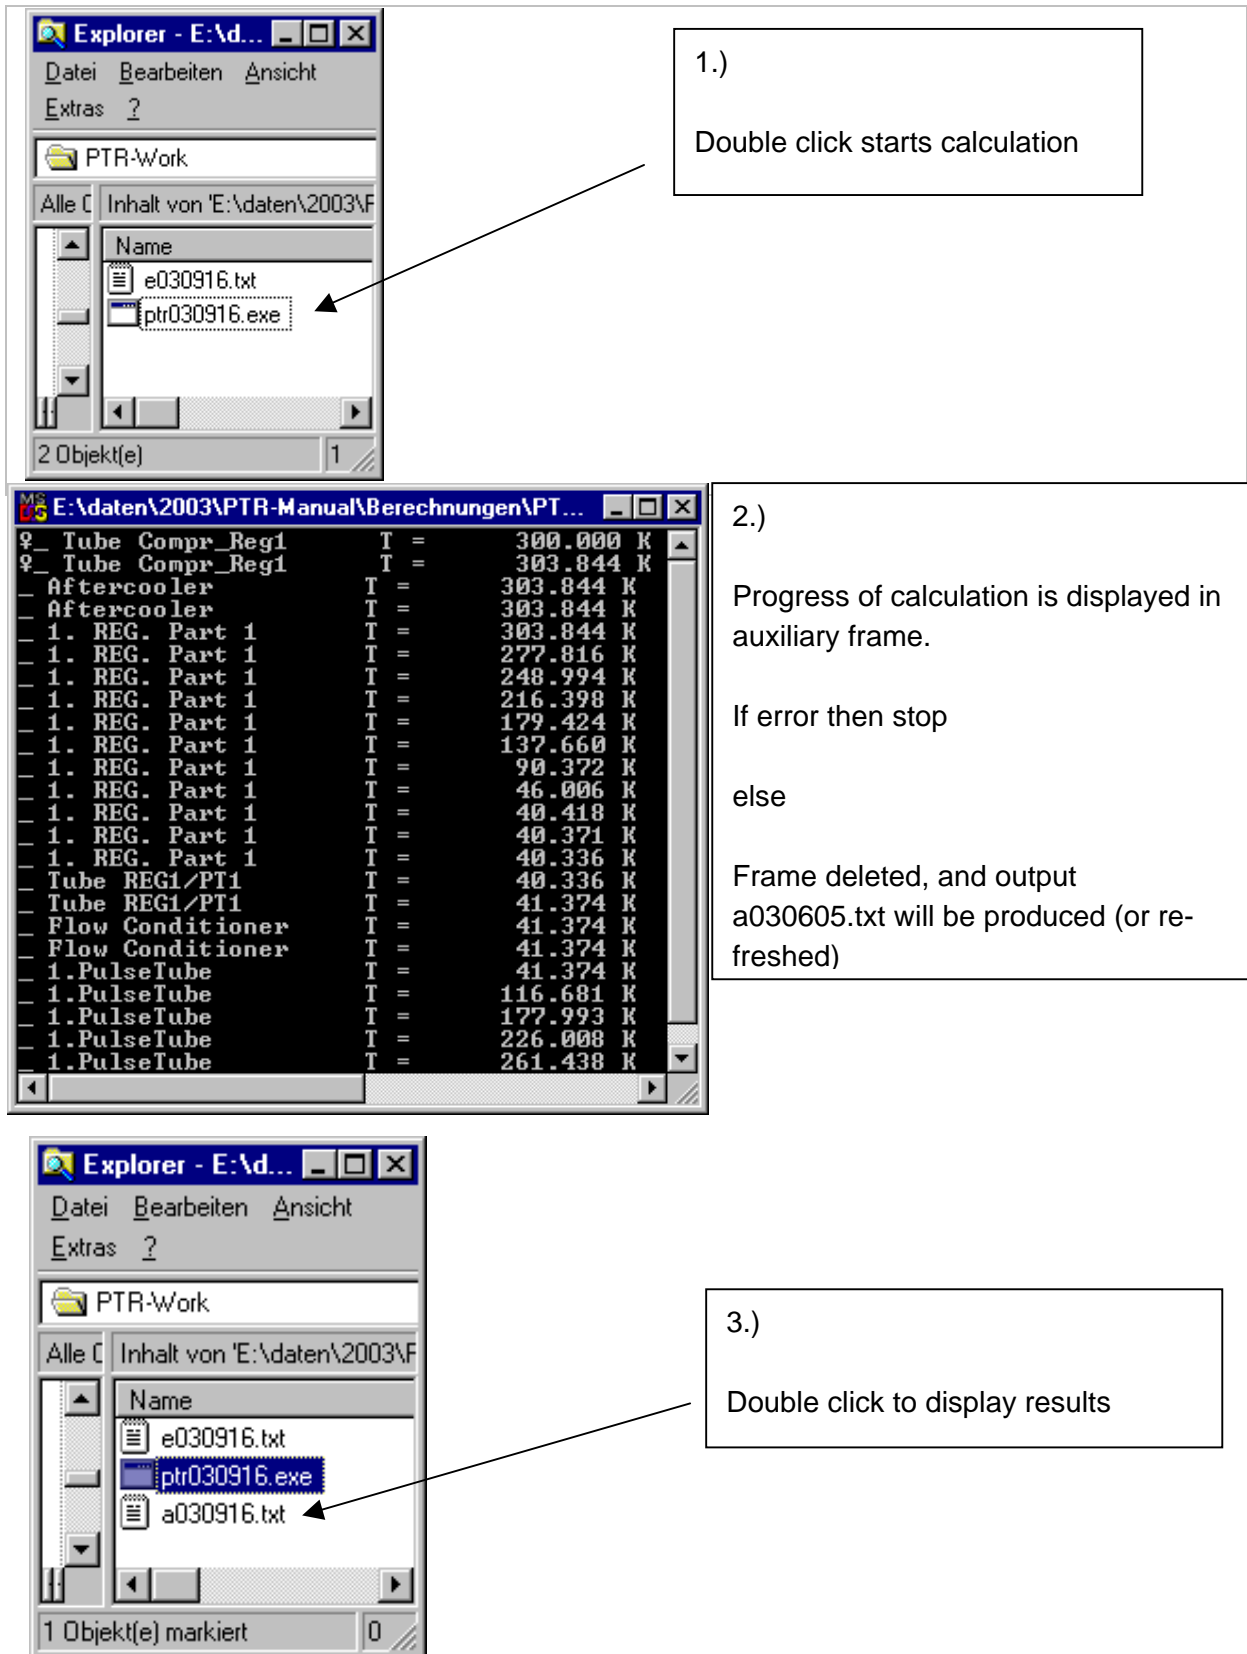 Explorer - E:\d...
Datei Bearbeiten Ansicht
Extras ?
PTR-Work
Alle Inhalt von 'E:\daten\2003\
Name
e030916.txt
ptr030916.exe
2 Objekt(e) 1
1.)
Double click starts calculation
E:\daten\2003\PTR-Manual\Berechnungen\PT...
♀_ Tube Compr_Reg1 T = 300.000 K
♀_ Tube Compr_Reg1 T = 303.844 K
_ Aftercooler T = 303.844 K
_ Aftercooler T = 303.844 K
_ 1. REG. Part 1 T = 303.844 K
_ 1. REG. Part 1 T = 277.816 K
_ 1. REG. Part 1 T = 248.994 K
_ 1. REG. Part 1 T = 216.398 K
_ 1. REG. Part 1 T = 179.424 K
_ 1. REG. Part 1 T = 137.660 K
_ 1. REG. Part 1 T = 90.372 K
_ 1. REG. Part 1 T = 46.006 K
_ 1. REG. Part 1 T = 40.418 K
_ 1. REG. Part 1 T = 40.371 K
_ 1. REG. Part 1 T = 40.336 K
_ Tube REG1/PT1 T = 40.336 K
_ Tube REG1/PT1 T = 41.374 K
_ Flow Conditioner T = 41.374 K
_ Flow Conditioner T = 41.374 K
_ 1.PulseTube T = 41.374 K
_ 1.PulseTube T = 116.681 K
_ 1.PulseTube T = 177.993 K
_ 1.PulseTube T = 226.008 K
_ 1.PulseTube T = 261.438 K
2.)
Progress of calculation is displayed in
auxiliary frame.
If error then stop
else
Frame deleted, and output
a030605.txt will be produced (or re-
freshed)
Explorer - E:\d...
Datei Bearbeiten Ansicht
Extras ?
PTR-Work
Alle Inhalt von 'E:\daten\2003\
Name
e030916.txt
ptr030916.exe
a030916.txt
1 Objekt(e) markiert 0
3.)
Double click to display results